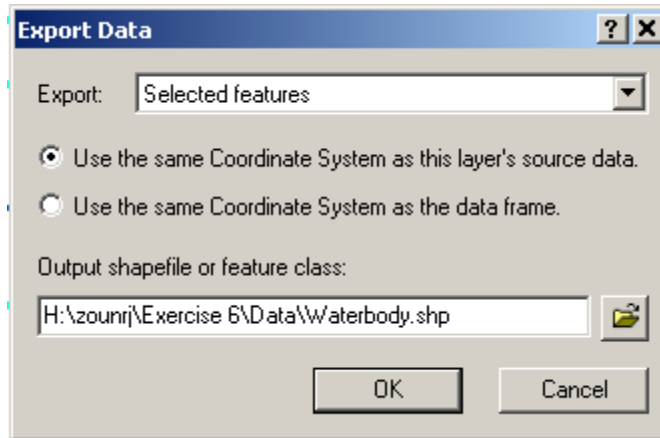 Export Data
Export: Selected features
Use the same Coordinate System as this layer's source data.
Use the same Coordinate System as the data frame.
Output shapefile or feature class:
H:\zounrj\Exercise 6\Data\Waterbody.shp
OK Cancel